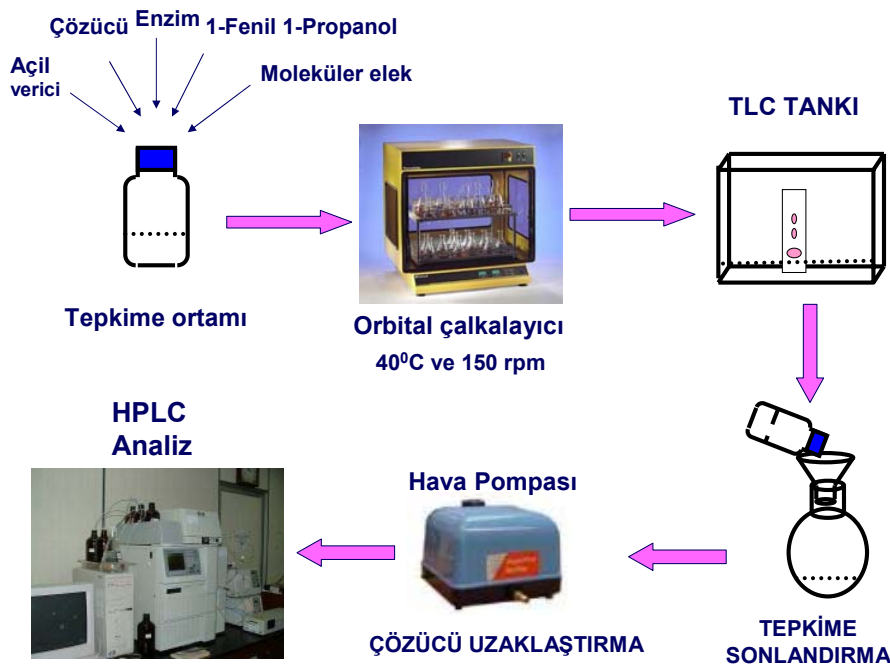 Çözücü Enzim 1-Fenil 1-Propanol
Açil
verici
Moleküler elek
TLC TANKI
Tepkime ortamı
Orbital çalkalayıcı
40⁰C ve 150 rpm
HPLC
Analiz
Hava Pompası
ÇÖZÜCÜ UZAKLAŞTIRMA
TEPKİME
SONLANDIRMA